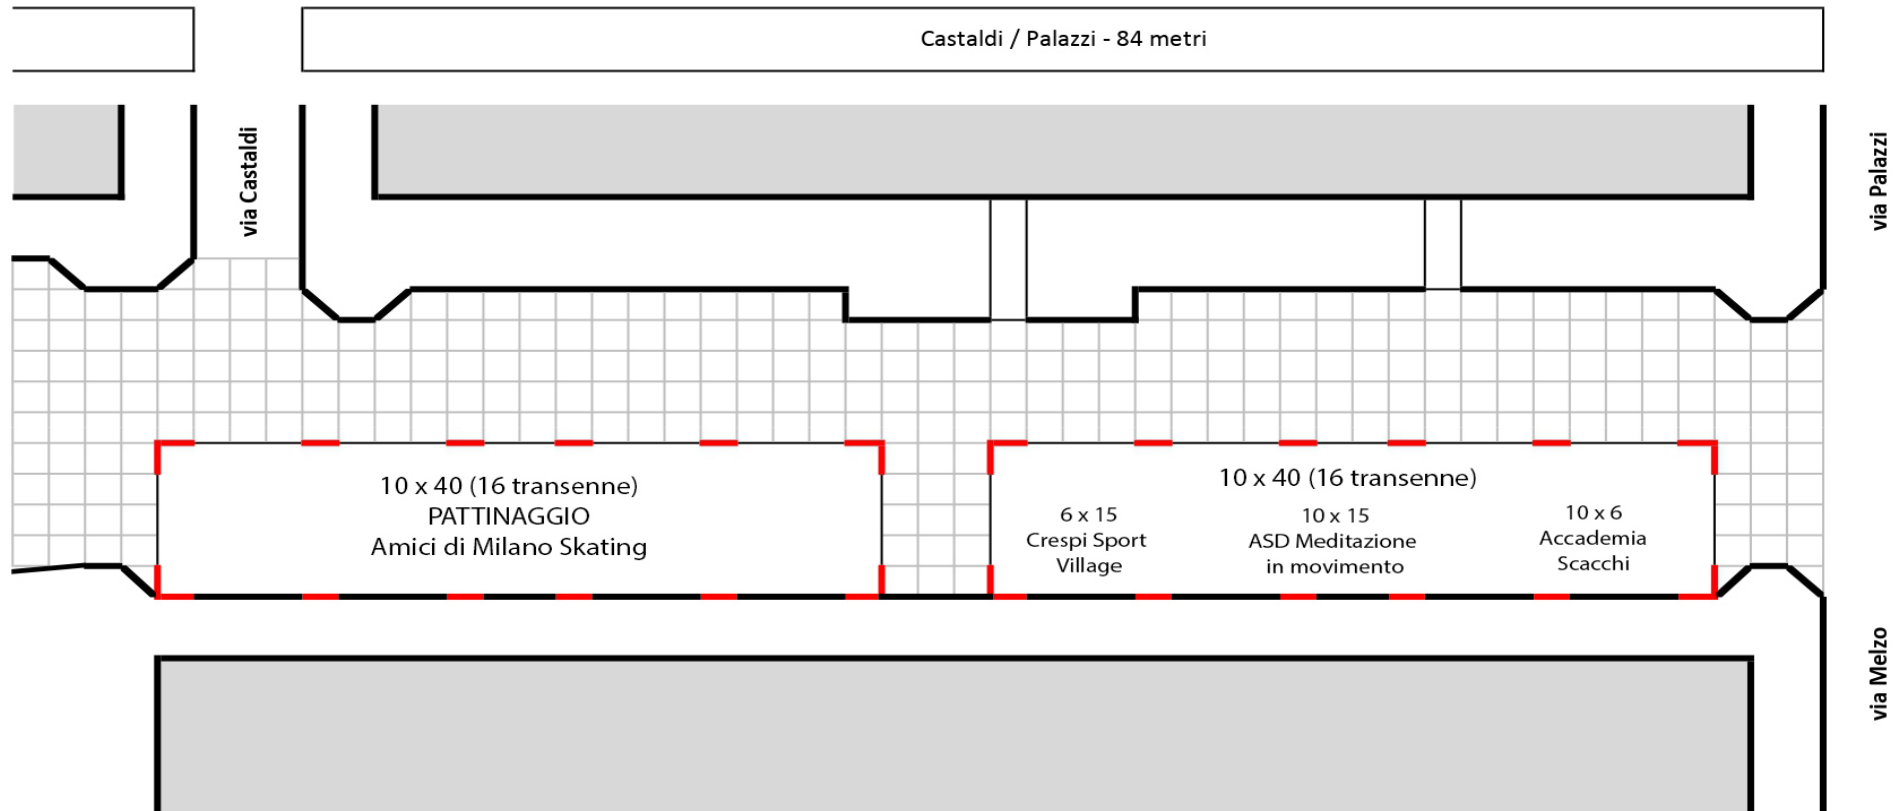 Castaldi / Palazzi - 84 metri
via Castaldi
via Palazzi
10 x 40 (16 transenne)
PATTINAGGIO
Amici di Milano Skating
10 x 40 (16 transenne)
6 x 15
Crespi Sport
Village
10 x 15
ASD Meditazione
in movimento
10 x 6
Accademia
Scacchi
via Melzo